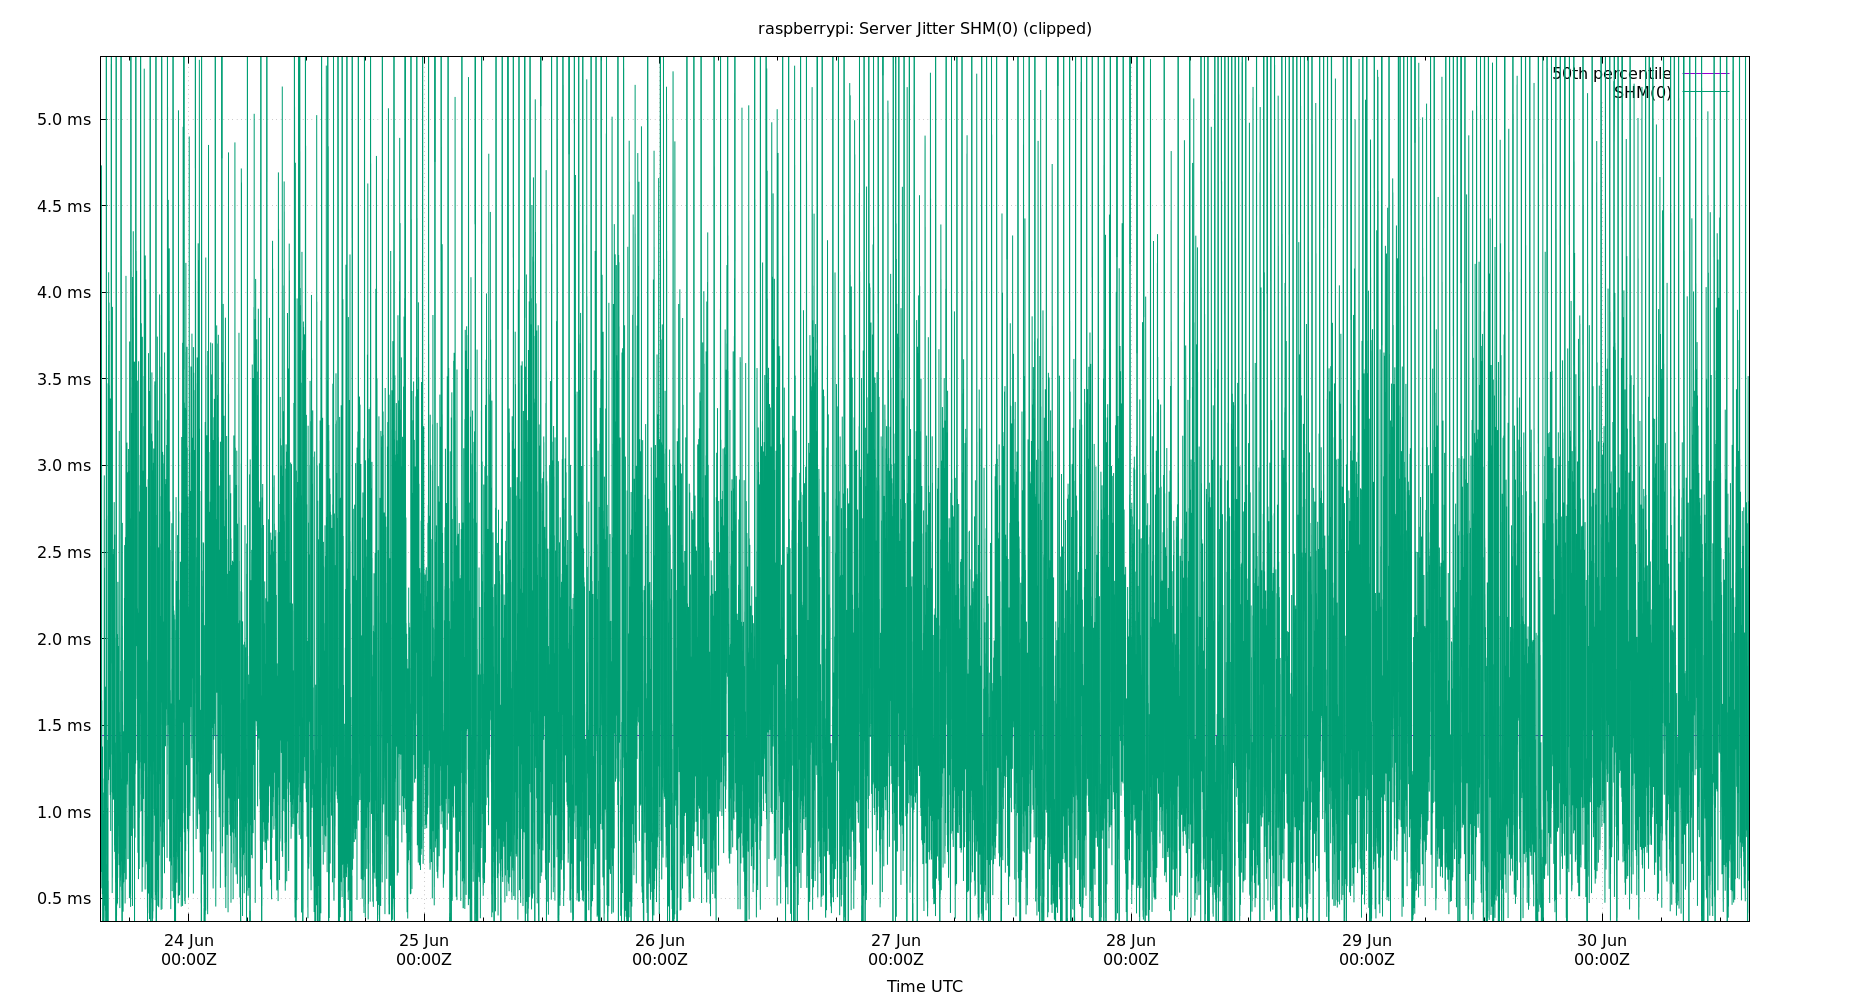 raspberrypi: Server Jitter SHM(0) (clipped)
50th percentile
SHM(0)
5.0 ms
4.5 ms
4.0 ms
3.5 ms
3.0 ms
2.5 ms
2.0 ms
1.5 ms
1.0 ms
0.5 ms
24 Jun 25 Jun 26 Jun 27 Jun 28 Jun 29 Jun 30 Jun
00:00Z 00:00Z 00:00Z 00:00Z 00:00Z 00:00Z 00:00Z
Time UTC